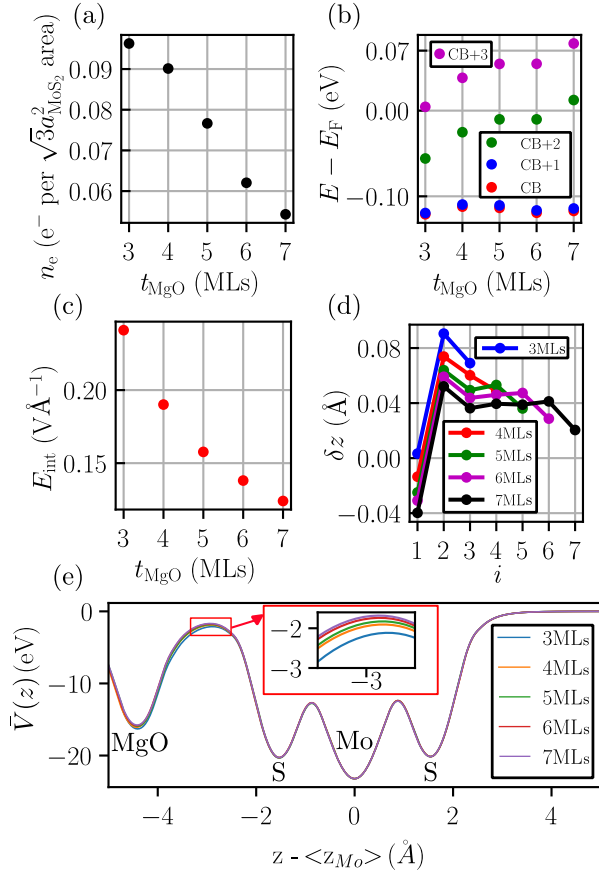 (a)
n_e (e⁻ per √3a²_MoS₂ area)
0.09
0.08
0.07
0.06
3 4 5 6 7
t_MgO (MLs)
(b)
E − E_F (eV)
0.07
0.00
−0.10
CB+3
CB+2
CB+1
CB
3 4 5 6 7
t_MgO (MLs)
(c)
E_int (V Å⁻¹)
0.20
0.15
3 4 5 6 7
t_MgO (MLs)
(d)
δz (Å)
0.08
0.04
0.00
−0.04
3MLs
4MLs
5MLs
6MLs
7MLs
1 2 3 4 5 6 7
i
(e)
V̄(z) (eV)
0
−10
−20
MgO
S
Mo
S
−2
−3
−3
3MLs
4MLs
5MLs
6MLs
7MLs
−4 −2 0 2 4
z - <z_Mo> (Å)